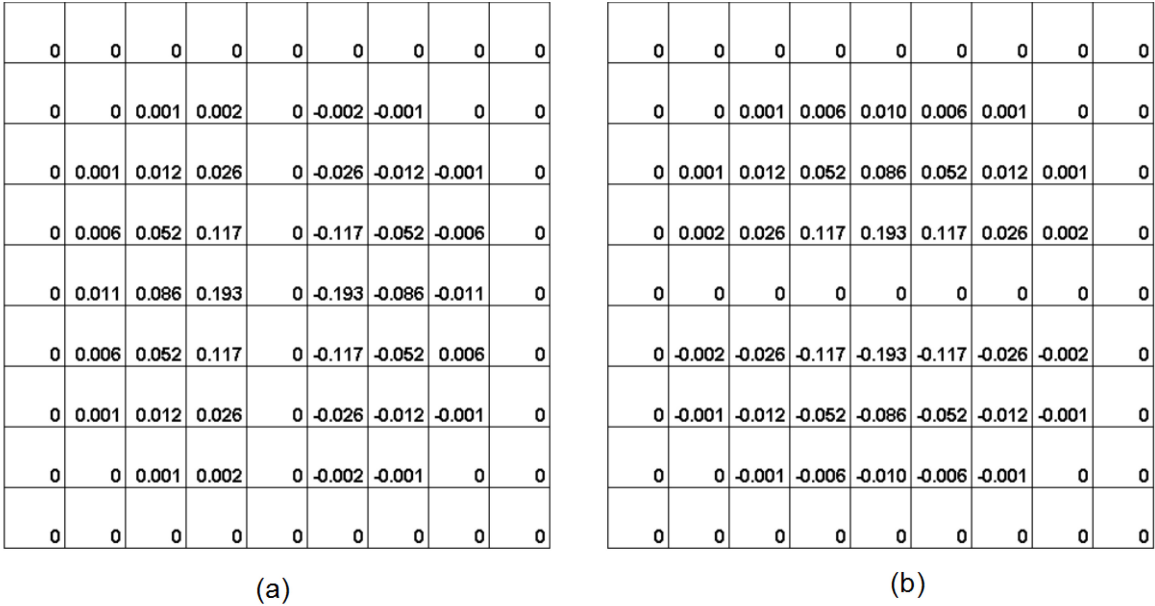 0 0 0 0 0 0 0 0 0
0 0 0.001 0.002 0 -0.002 -0.001 0 0
0 0.001 0.012 0.026 0 -0.026 -0.012 -0.001 0
0 0.006 0.052 0.117 0 -0.117 -0.052 -0.006 0
0 0.011 0.086 0.193 0 -0.193 -0.086 -0.011 0
0 0.006 0.052 0.117 0 -0.117 -0.052 0.006 0
0 0.001 0.012 0.026 0 -0.026 -0.012 -0.001 0
0 0 0.001 0.002 0 -0.002 -0.001 0 0
0 0 0 0 0 0 0 0 0
(a)
0 0 0 0 0 0 0 0 0
0 0 0.001 0.006 0.010 0.006 0.001 0 0
0 0.001 0.012 0.052 0.086 0.052 0.012 0.001 0
0 0.002 0.026 0.117 0.193 0.117 0.026 0.002 0
0 0 0 0 0 0 0 0 0
0 -0.002 -0.026 -0.117 -0.193 -0.117 -0.026 -0.002 0
0 -0.001 -0.012 -0.052 -0.086 -0.052 -0.012 -0.001 0
0 0 -0.001 -0.006 -0.010 -0.006 -0.001 0 0
0 0 0 0 0 0 0 0 0
(b)